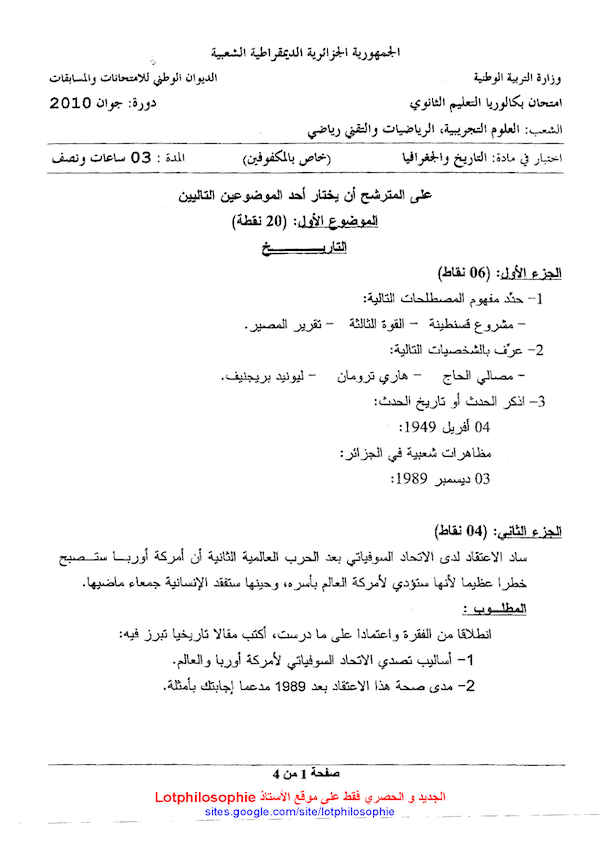 الجمهورية الجزائرية الديمقراطية الشعبية
وزارة التربية الوطنية الديوان الوطني للامتحانات والمسابقات
امتحان بكالوريا التعليم الثانوي دورة: جوان 2010
الشعب: العلوم التجريبية، الرياضيات والتقني رياضي
اختبار في مادة: التاريخ والجغرافيا (خاص بالمكفوفين) المدة: 03 ساعات ونصف
على المترشح أن يختار أحد الموضوعين التاليين
الموضوع الأول: (20 نقطة)
التاريـــــــــــخ
الجزء الأول: (06 نقاط)
1- حدّد مفهوم المصطلحات التالية:
- مشروع قسنطينة - القوة الثالثة - تقرير المصير.
2- عرّف بالشخصيات التالية:
- مصالي الحاج - هاري ترومان - ليونيد بريجنيف.
3- اذكر الحدث أو تاريخ الحدث:
04 أفريل 1949:
مظاهرات شعبية في الجزائر:
03 ديسمبر 1989:
الجزء الثاني: (04 نقاط)
ساد الاعتقاد لدى الاتحاد السوفياتي بعد الحرب العالمية الثانية أن أمركة أوربـــا ستــصبح
خطرا عظيما لأنها ستؤدي لأمركة العالم بأسره، وحينها ستفقد الإنسانية جمعاء ماضيها.
المطلــوب :
انطلاقا من الفقرة واعتمادا على ما درست، أكتب مقالا تاريخيا تبرز فيه:
1- أساليب تصدي الاتحاد السوفياتي لأمركة أوربا والعالم.
2- مدى صحة هذا الاعتقاد بعد 1989 مدعما إجابتك بأمثلة.
صفحة 1 من 4
الجديد و الحصري فقط على موقع الأستاذ Lotphilosophie
sites.google.com/site/lotphilosophie